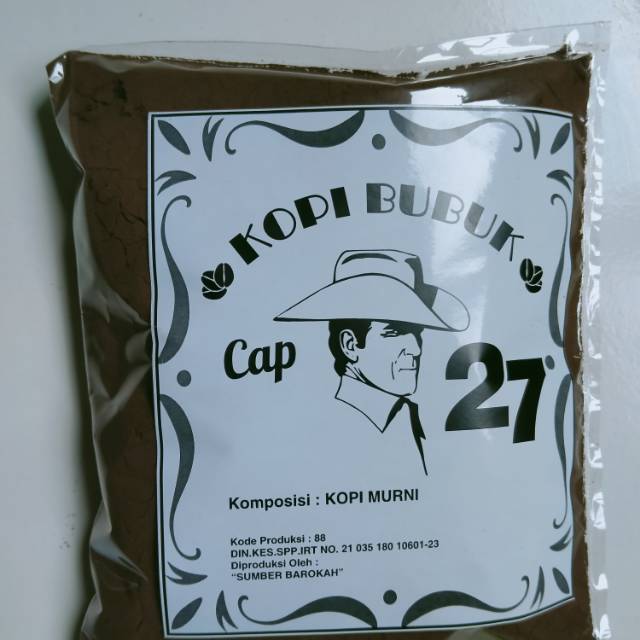 KOPI BUBUK
Cap 27
Komposisi : KOPI MURNI
Kode Produksi : 88
DIN.KES.SPP.IRT NO. 21 035 180 10601-23
Diproduksi Oleh :
"SUMBER BAROKAH"